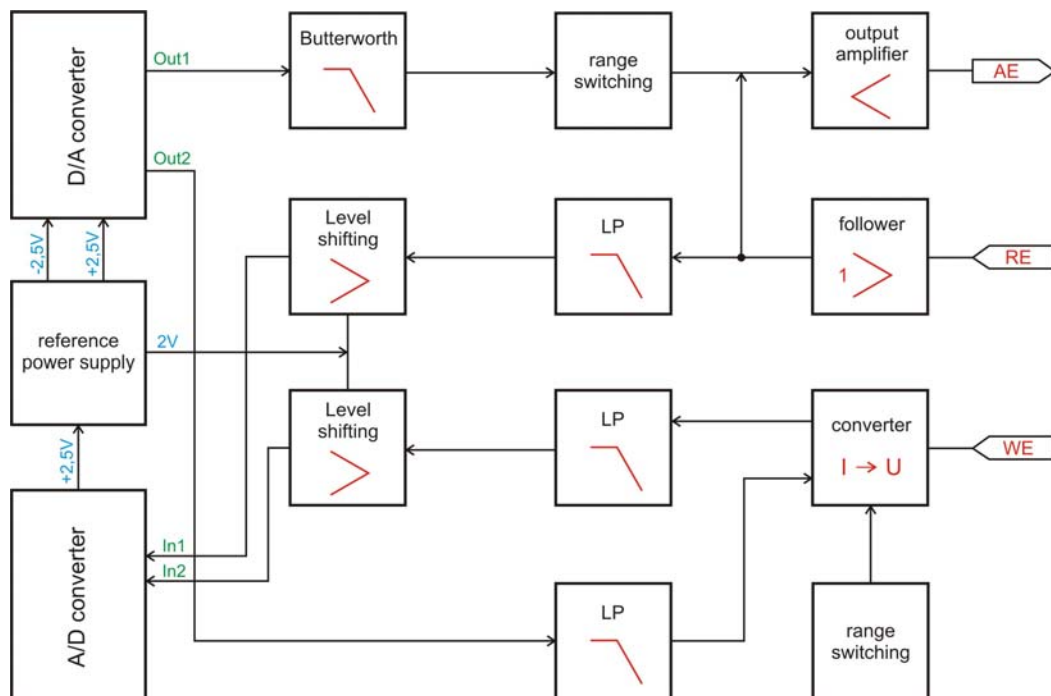 D/A converter
Out1
Out2
Butterworth
range
switching
output
amplifier
AE
-2,5V
+2,5V
Level
shifting
LP
follower
1
RE
reference
power supply
2V
Level
shifting
LP
converter
I → U
WE
+2,5V
A/D converter
In1
In2
LP
range
switching